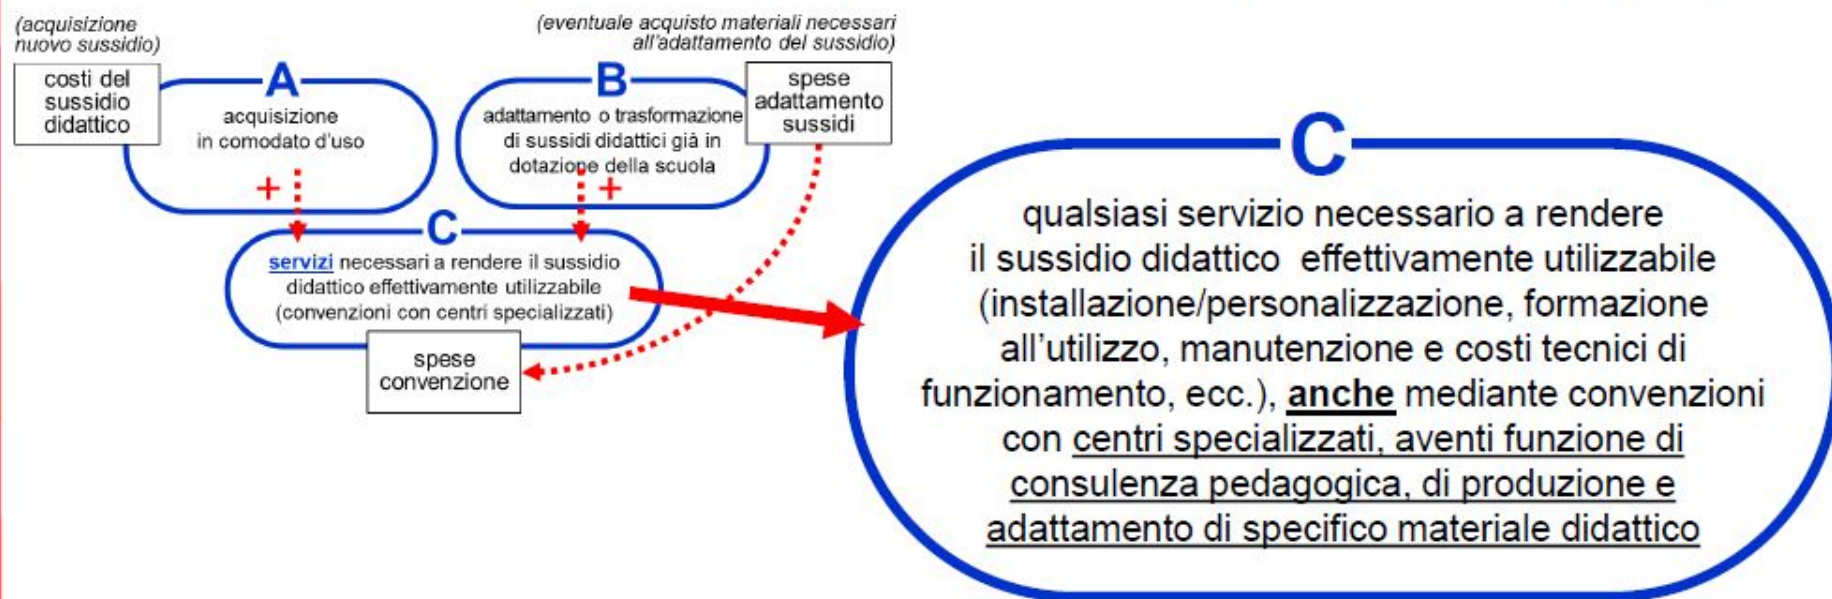 (acquisizione
nuovo sussidio)
costi del
sussidio
didattico
A
acquisizione
in comodato d'uso
+
(eventuale acquisto materiali necessari
all'adattamento del sussidio)
B
adattamento o trasformazione
di sussidi didattici già in
dotazione della scuola
+
spese
adattamento
sussidi
C
servizi necessari a rendere il sussidio
didattico effettivamente utilizzabile
(convenzioni con centri specializzati)
spese
convenzione
C
qualsiasi servizio necessario a rendere
il sussidio didattico effettivamente utilizzabile
(installazione/personalizzazione, formazione
all'utilizzo, manutenzione e costi tecnici di
funzionamento, ecc.), anche mediante convenzioni
con centri specializzati, aventi funzione di
consulenza pedagogica, di produzione e
adattamento di specifico materiale didattico